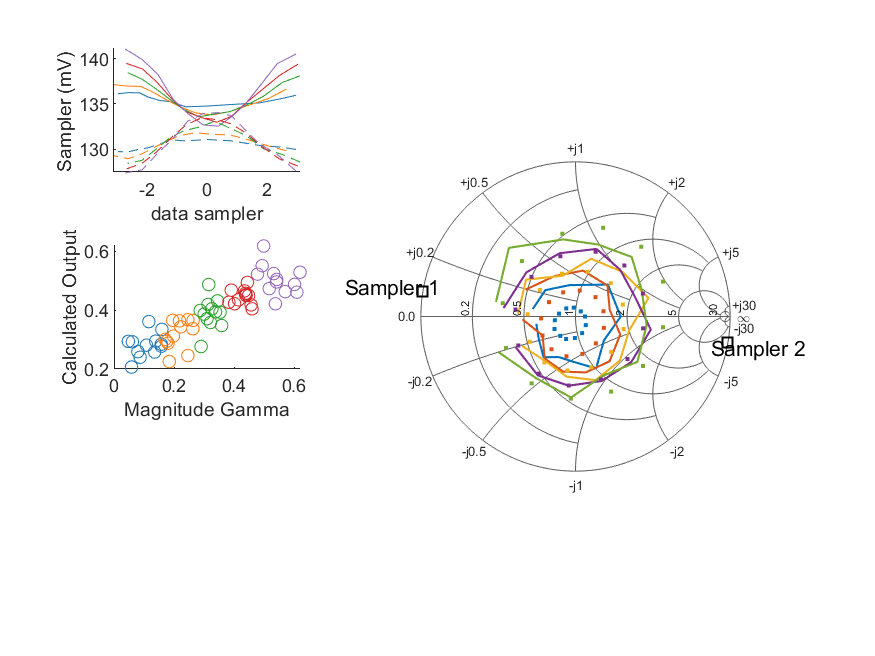 Sampler (mV)
140
135
130
-2
0
2
data sampler
Calculated Output
0.6
0.4
0.2
0
0.2
0.4
0.6
Magnitude Gamma
+j1
+j0.5
+j2
+j0.2
+j5
Sampler 1
0.2
0.5
1
2
5
30
+j30
0.0
∞
-j30
Sampler 2
-j0.2
-j5
-j0.5
-j2
-j1